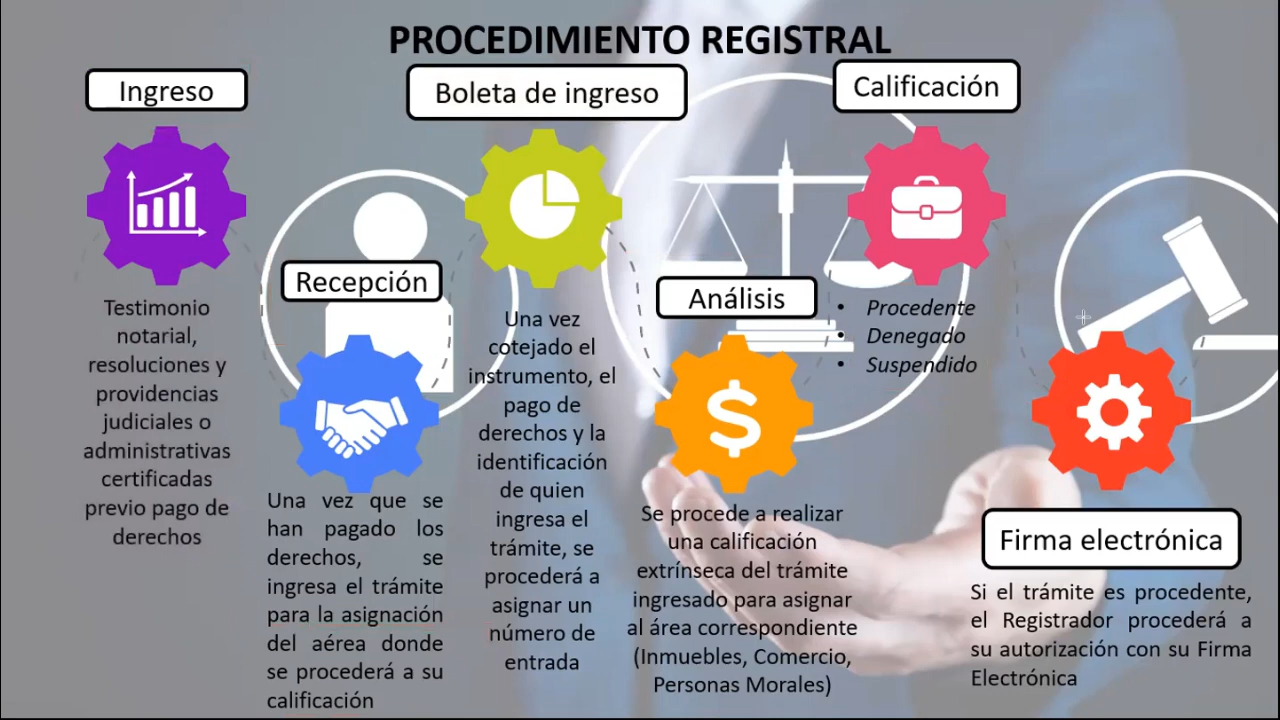 PROCEDIMIENTO REGISTRAL
Ingreso
Testimonio
notarial,
resoluciones y
providencias
judiciales o
administrativas
certificadas
previo pago de
derechos
Recepción
Una vez que se
han pagado los
derechos, se
ingresa el trámite
para la asignación
del aérea donde
se procederá a su
calificación
Boleta de ingreso
Una vez
cotejado el
instrumento, el
pago de
derechos y la
identificación
de quien
ingresa el
trámite, se
procederá a
asignar un
número de
entrada
Análisis
$
Se procede a realizar
una calificación
extrínseca del trámite
ingresado para asignar
al área correspondiente
(Inmuebles, Comercio,
Personas Morales)
Calificación
• Procedente
• Denegado
• Suspendido
Firma electrónica
Si el trámite es procedente,
el Registrador procederá a
su autorización con su Firma
Electrónica